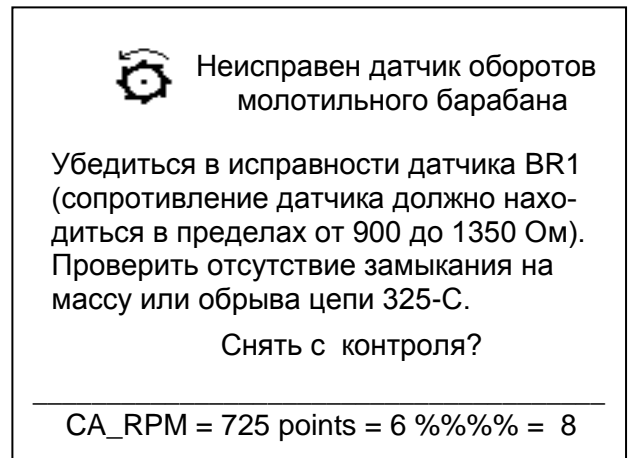 Неисправен датчик оборотов
молотильного барабана
Убедиться в исправности датчика BR1
(сопротивление датчика должно нахо-
диться в пределах от 900 до 1350 Ом).
Проверить отсутствие замыкания на
массу или обрыва цепи 325-С.
Снять с контроля?
CA_RPM = 725 points = 6 %%%% = 8